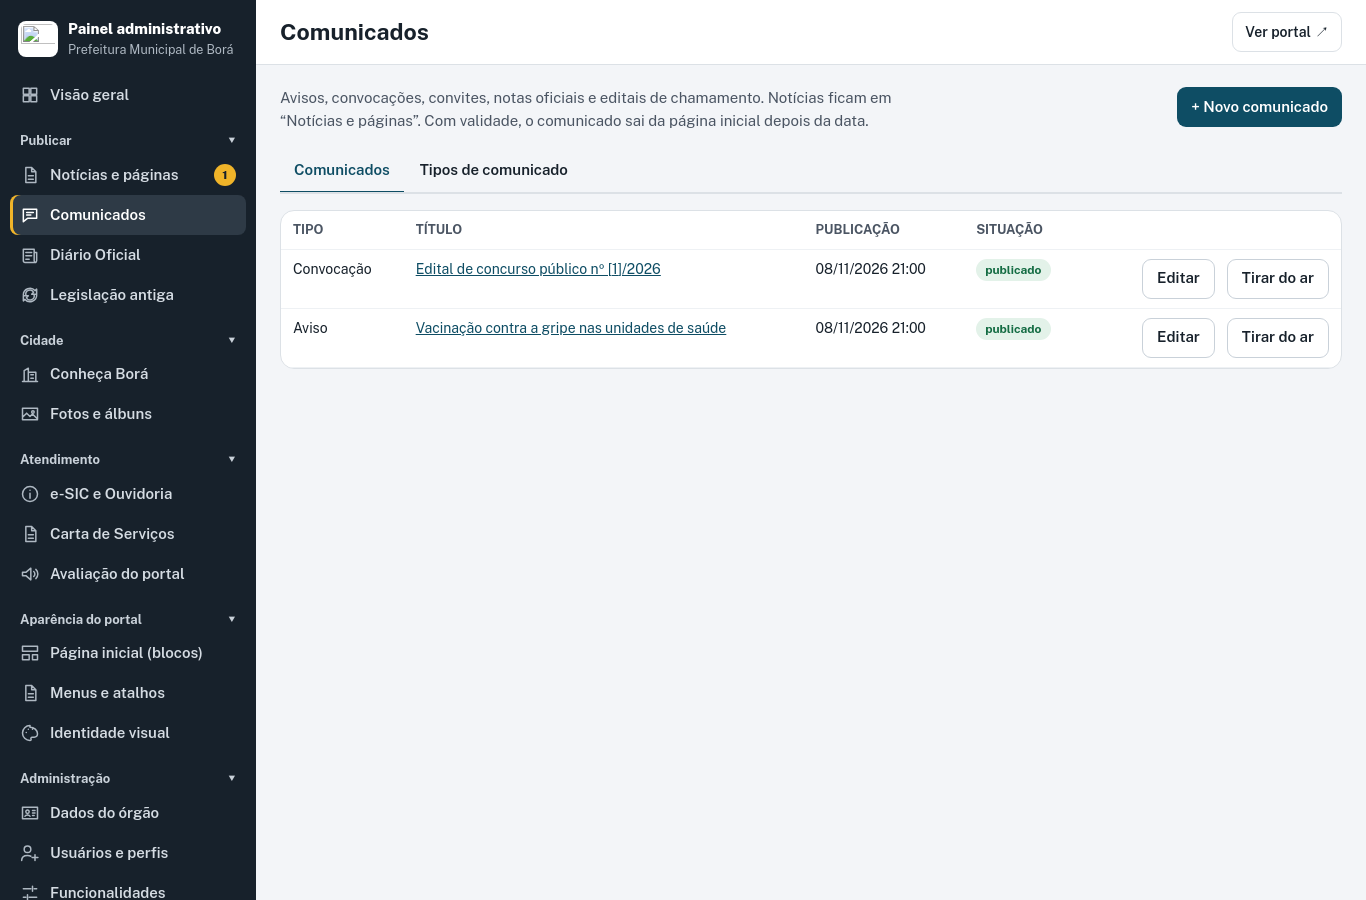 Painel administrativo
Prefeitura Municipal de Borá
Visão geral
Publicar
Notícias e páginas 1
Comunicados
Diário Oficial
Legislação antiga
Cidade
Conheça Borá
Fotos e álbuns
Atendimento
e-SIC e Ouvidoria
Carta de Serviços
Avaliação do portal
Aparência do portal
Página inicial (blocos)
Menus e atalhos
Identidade visual
Administração
Dados do órgão
Usuários e perfis
Funcionalidades
Comunicados
Ver portal ↗
Avisos, convocações, convites, notas oficiais e editais de chamamento. Notícias ficam em
“Notícias e páginas”. Com validade, o comunicado sai da página inicial depois da data.
+ Novo comunicado
Comunicados Tipos de comunicado
TIPO TÍTULO PUBLICAÇÃO SITUAÇÃO
Convocação Edital de concurso público nº [1]/2026 08/11/2026 21:00 publicado Editar Tirar do ar
Aviso Vacinação contra a gripe nas unidades de saúde 08/11/2026 21:00 publicado Editar Tirar do ar